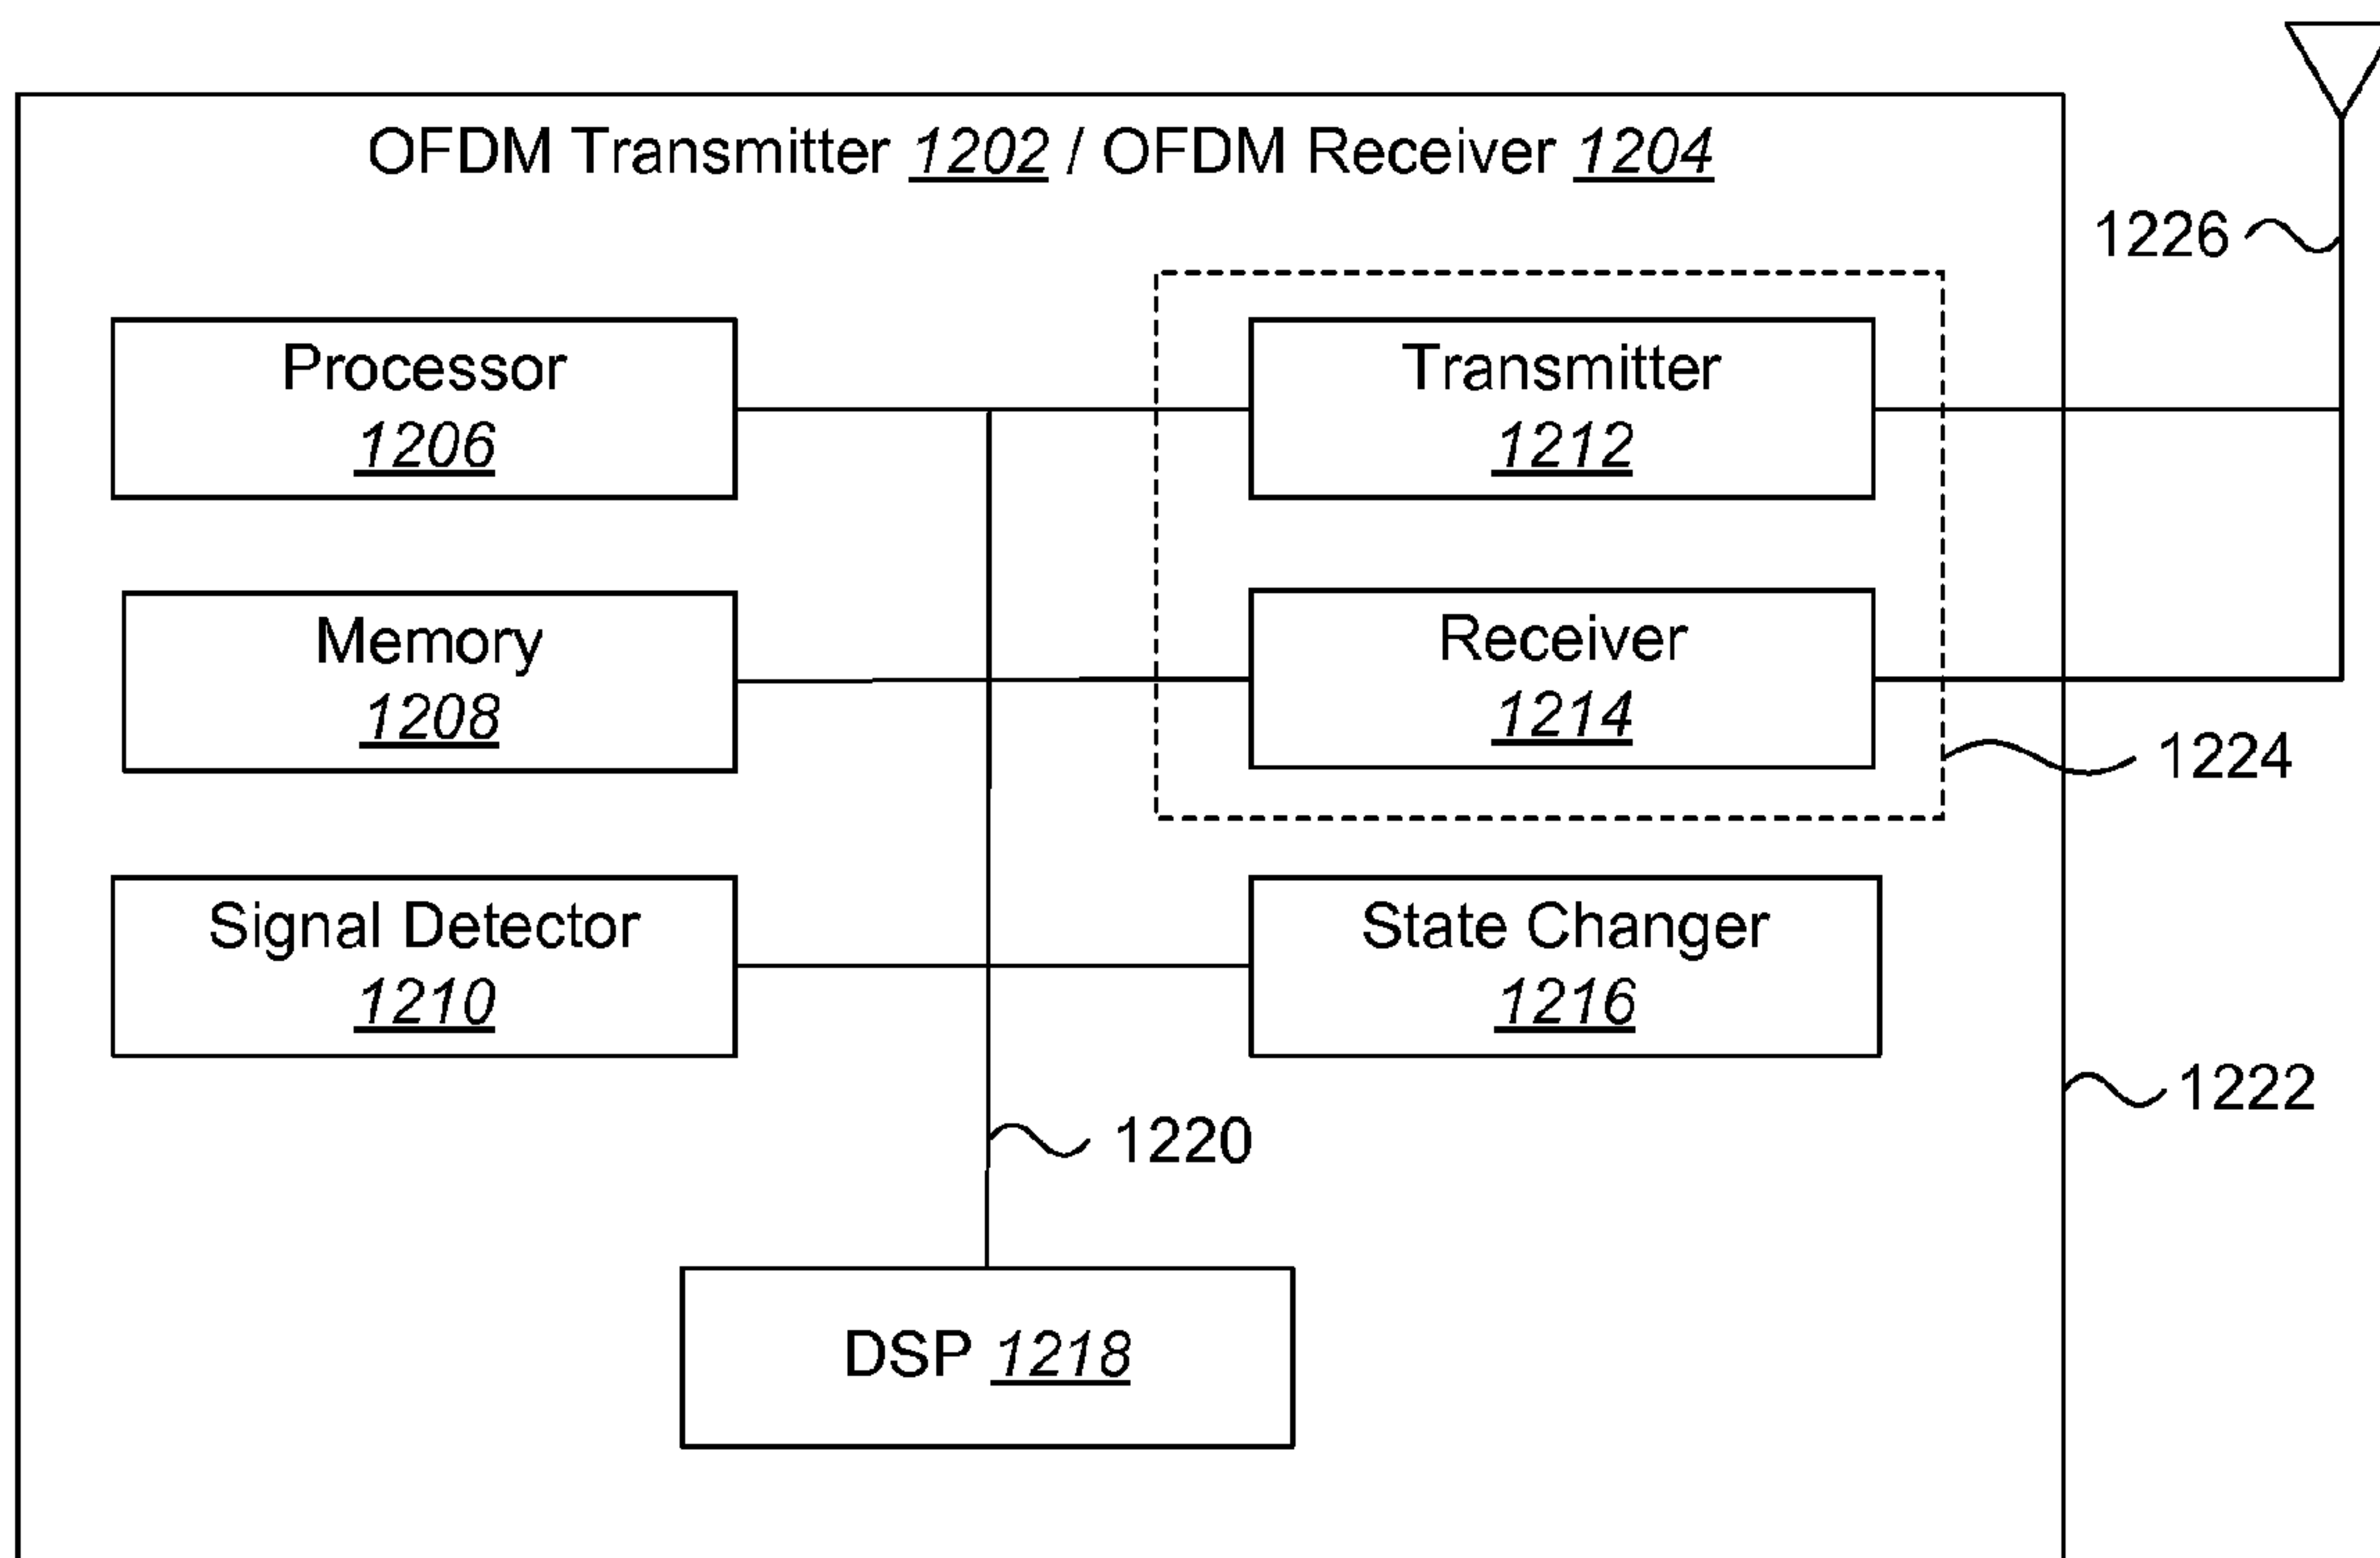 OFDM Transmitter 1202 / OFDM Receiver 1204
1226
Processor
1206
Transmitter
1212
Memory
1208
Receiver
1214
1224
Signal Detector
1210
State Changer
1216
1222
1220
DSP 1218